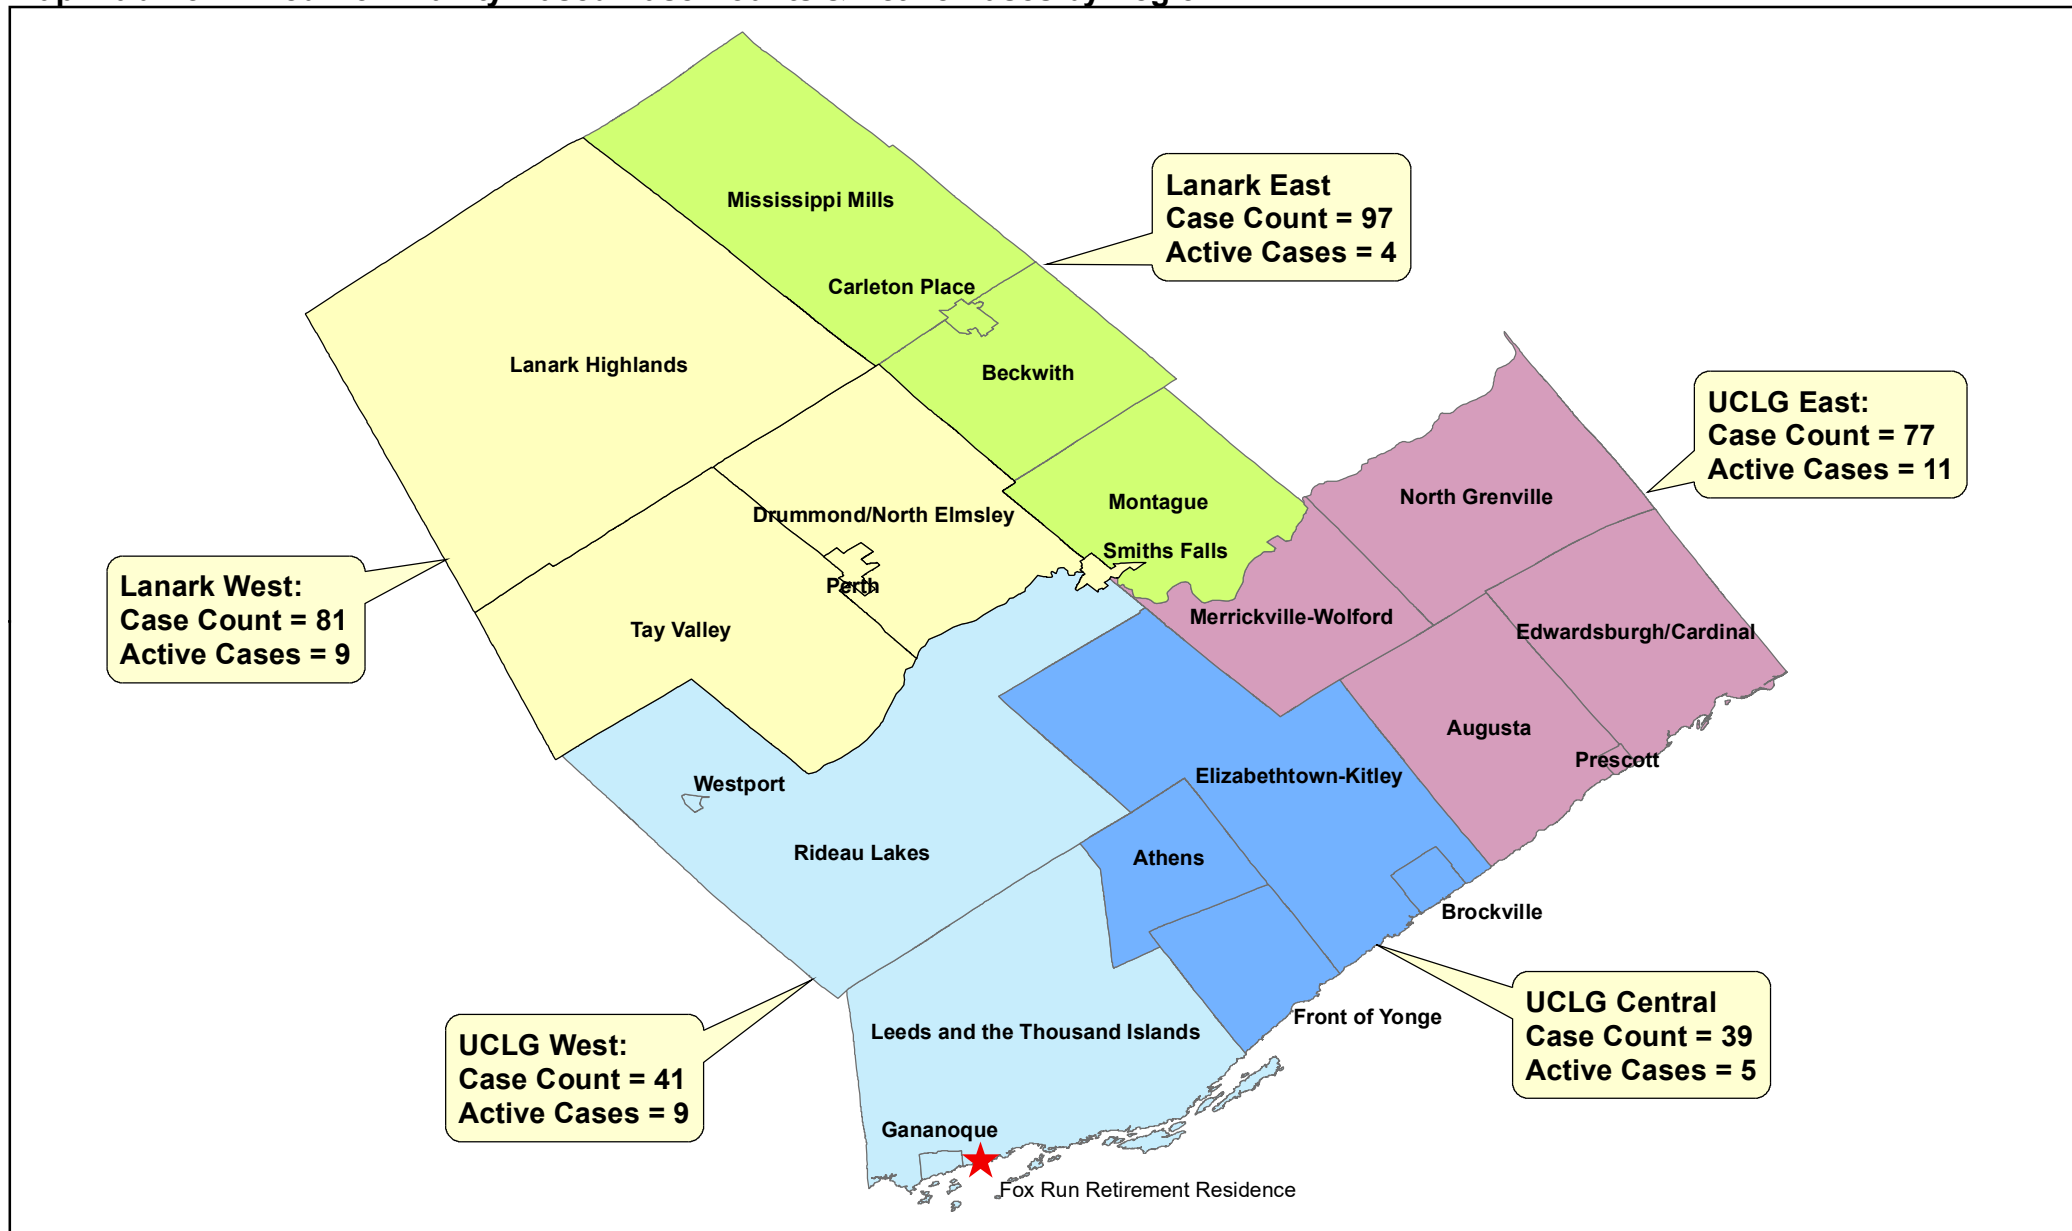 Mississippi Mills
Lanark East
Case Count = 97
Active Cases = 4
Carleton Place
Lanark Highlands
Beckwith
UCLG East:
Case Count = 77
Active Cases = 11
North Grenville
Montague
Drummond/North Elmsley
Smiths Falls
Perth
Lanark West:
Case Count = 81
Active Cases = 9
Tay Valley
Merrickville-Wolford
Edwardsburgh/Cardinal
Augusta
Prescott
Westport
Elizabethtown-Kitley
Rideau Lakes
Athens
Brockville
UCLG Central
Case Count = 39
Active Cases = 5
Front of Yonge
Leeds and the Thousand Islands
UCLG West:
Case Count = 41
Active Cases = 9
Gananoque
Fox Run Retirement Residence